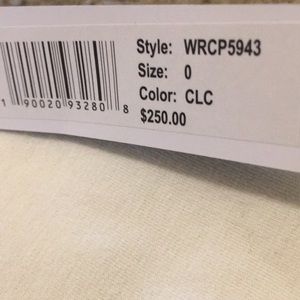 Style: WRCP5943
Size: 0
Color: CLC
$250.00
1 90020 93280 8